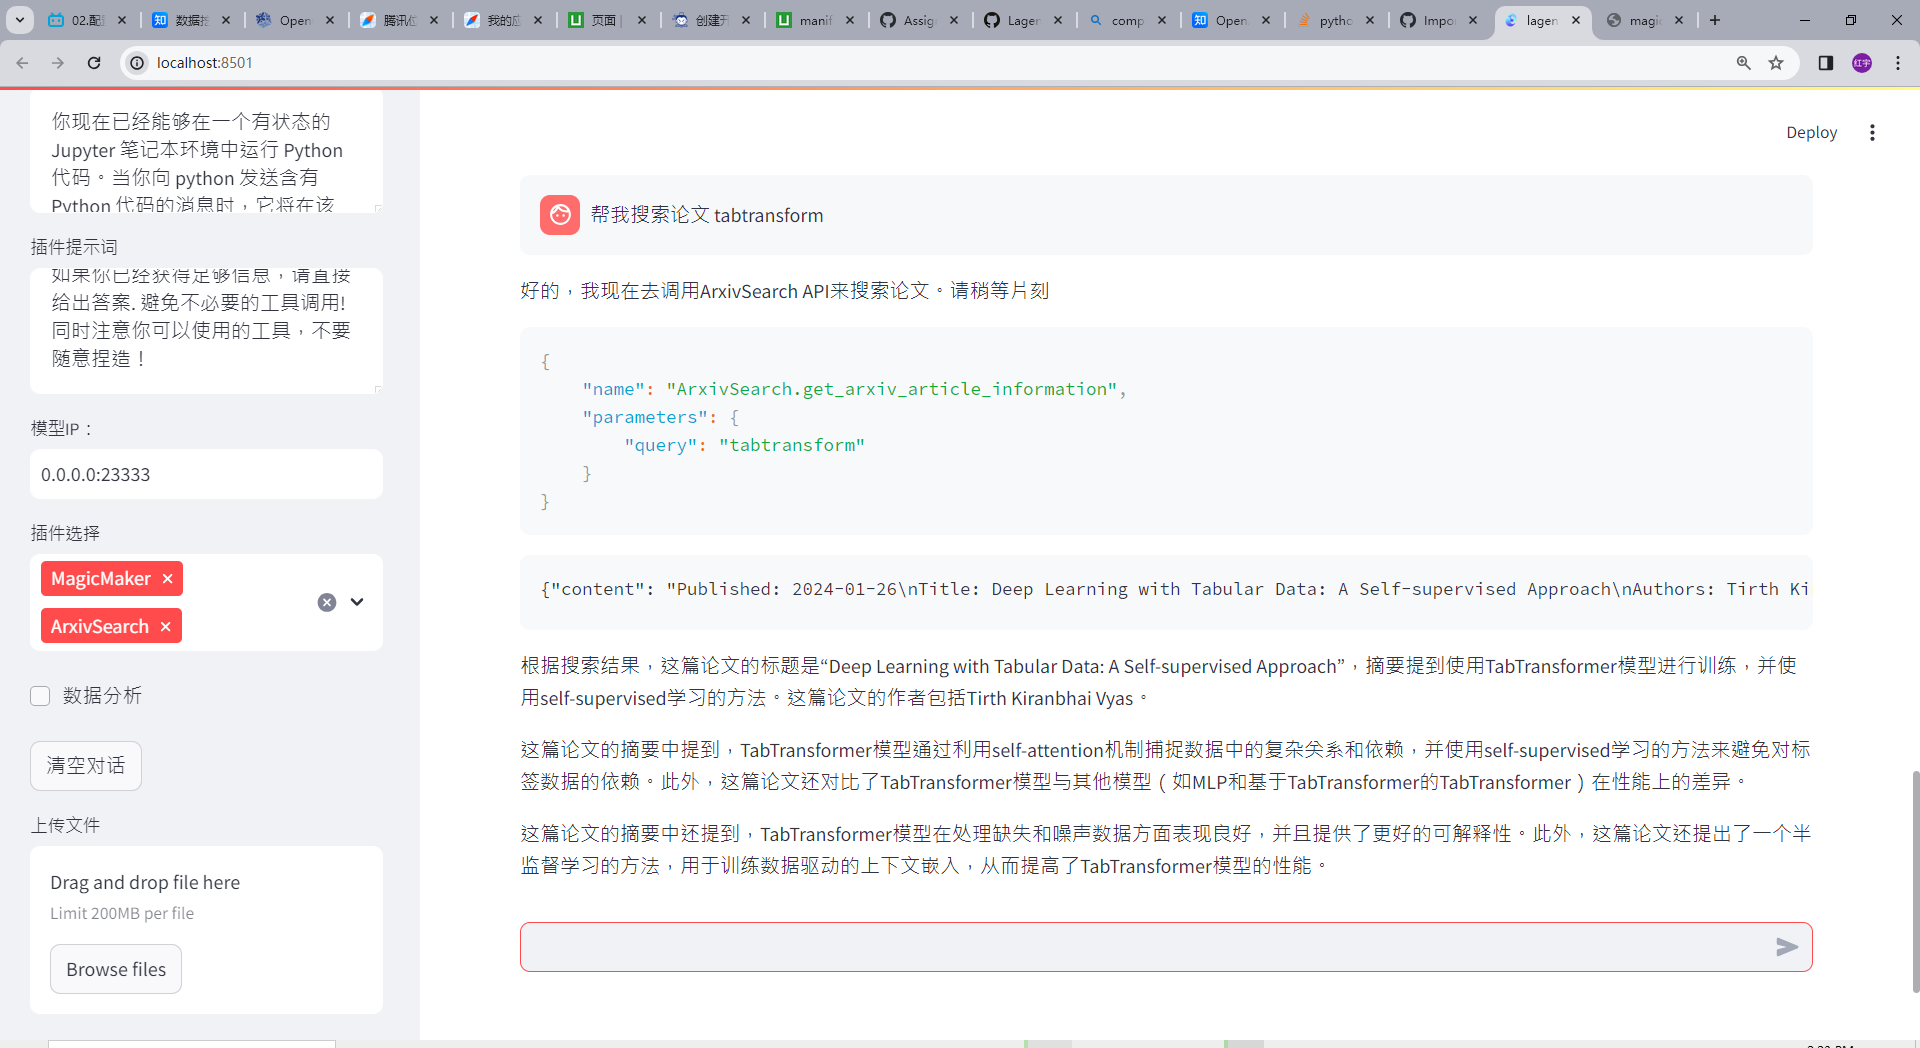 02.配
数据
Open
腾讯位
我的应
页面 |
创建开
manif
Assig
Lagen
comp
Open
pytho
Impo
lagen
magi
localhost:8501
红宇
你现在已经能够在一个有状态的
Jupyter 笔记本环境中运行 Python
代码。当你向 python 发送含有
Python 代码的消息时，它将在该
插件提示词
如果你已经获得足够信息，请直接
给出答案. 避免不必要的工具调用!
同时注意你可以使用的工具，不要
随意捏造！
模型IP：
0.0.0.0:23333
插件选择
MagicMaker
ArxivSearch
数据分析
清空对话
上传文件
Drag and drop file here
Limit 200MB per file
Browse files
Deploy
帮我搜索论文 tabtransform
好的，我现在去调用ArxivSearch API来搜索论文。请稍等片刻
{
"name": "ArxivSearch.get_arxiv_article_information",
"parameters": {
"query": "tabtransform"
}
}
{"content": "Published: 2024-01-26\nTitle: Deep Learning with Tabular Data: A Self-supervised Approach\nAuthors: Tirth Ki
根据搜索结果，这篇论文的标题是“Deep Learning with Tabular Data: A Self-supervised Approach”，摘要提到使用TabTransformer模型进行训练，并使
用self-supervised学习的方法。这篇论文的作者包括Tirth Kiranbhai Vyas。
这篇论文的摘要中提到，TabTransformer模型通过利用self-attention机制捕捉数据中的复杂关系和依赖，并使用self-supervised学习的方法来避免对标
签数据的依赖。此外，这篇论文还对比了TabTransformer模型与其他模型（如MLP和基于TabTransformer的TabTransformer）在性能上的差异。
这篇论文的摘要中还提到，TabTransformer模型在处理缺失和噪声数据方面表现良好，并且提供了更好的可解释性。此外，这篇论文还提出了一个半
监督学习的方法，用于训练数据驱动的上下文嵌入，从而提高了TabTransformer模型的性能。